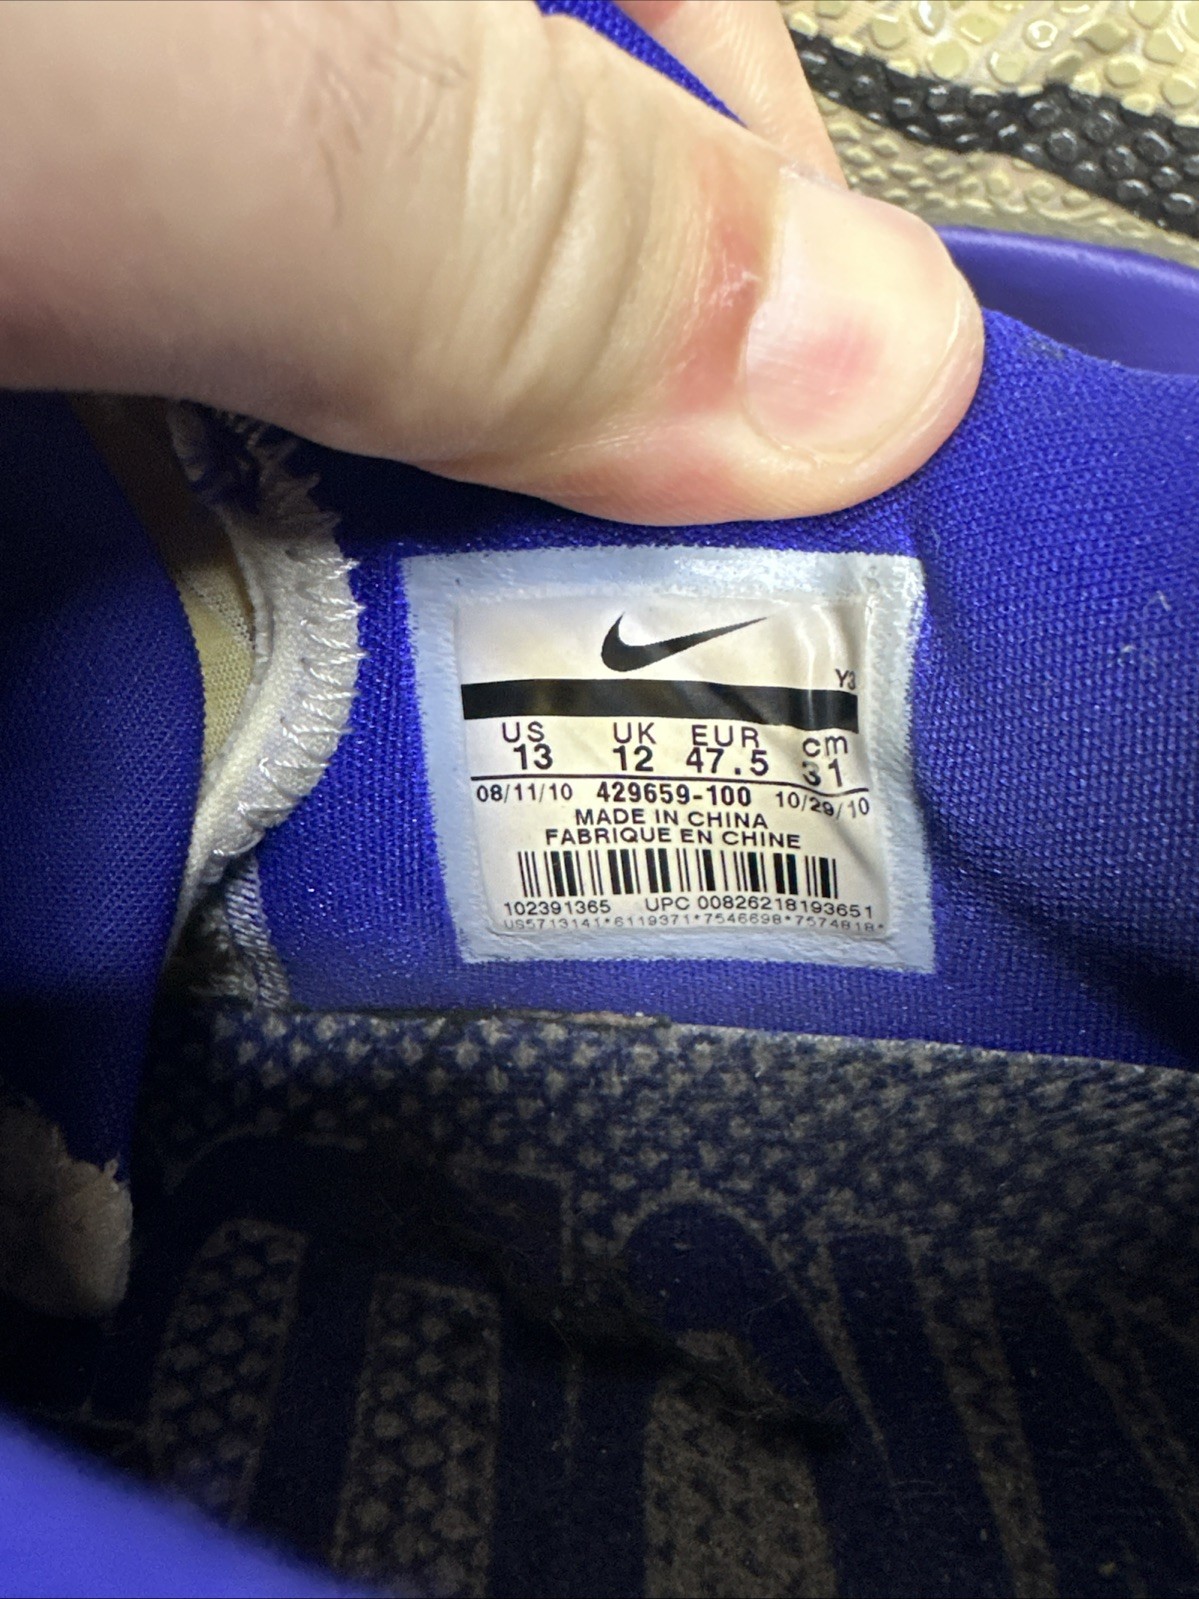 Y3
US UK EUR cm
13 12 47.5 31
08/11/10 429659-100 10/29/10
MADE IN CHINA
FABRIQUE EN CHINE
102391365 UPC 00826218193651
US5713141*6119371*7546698*7574818*